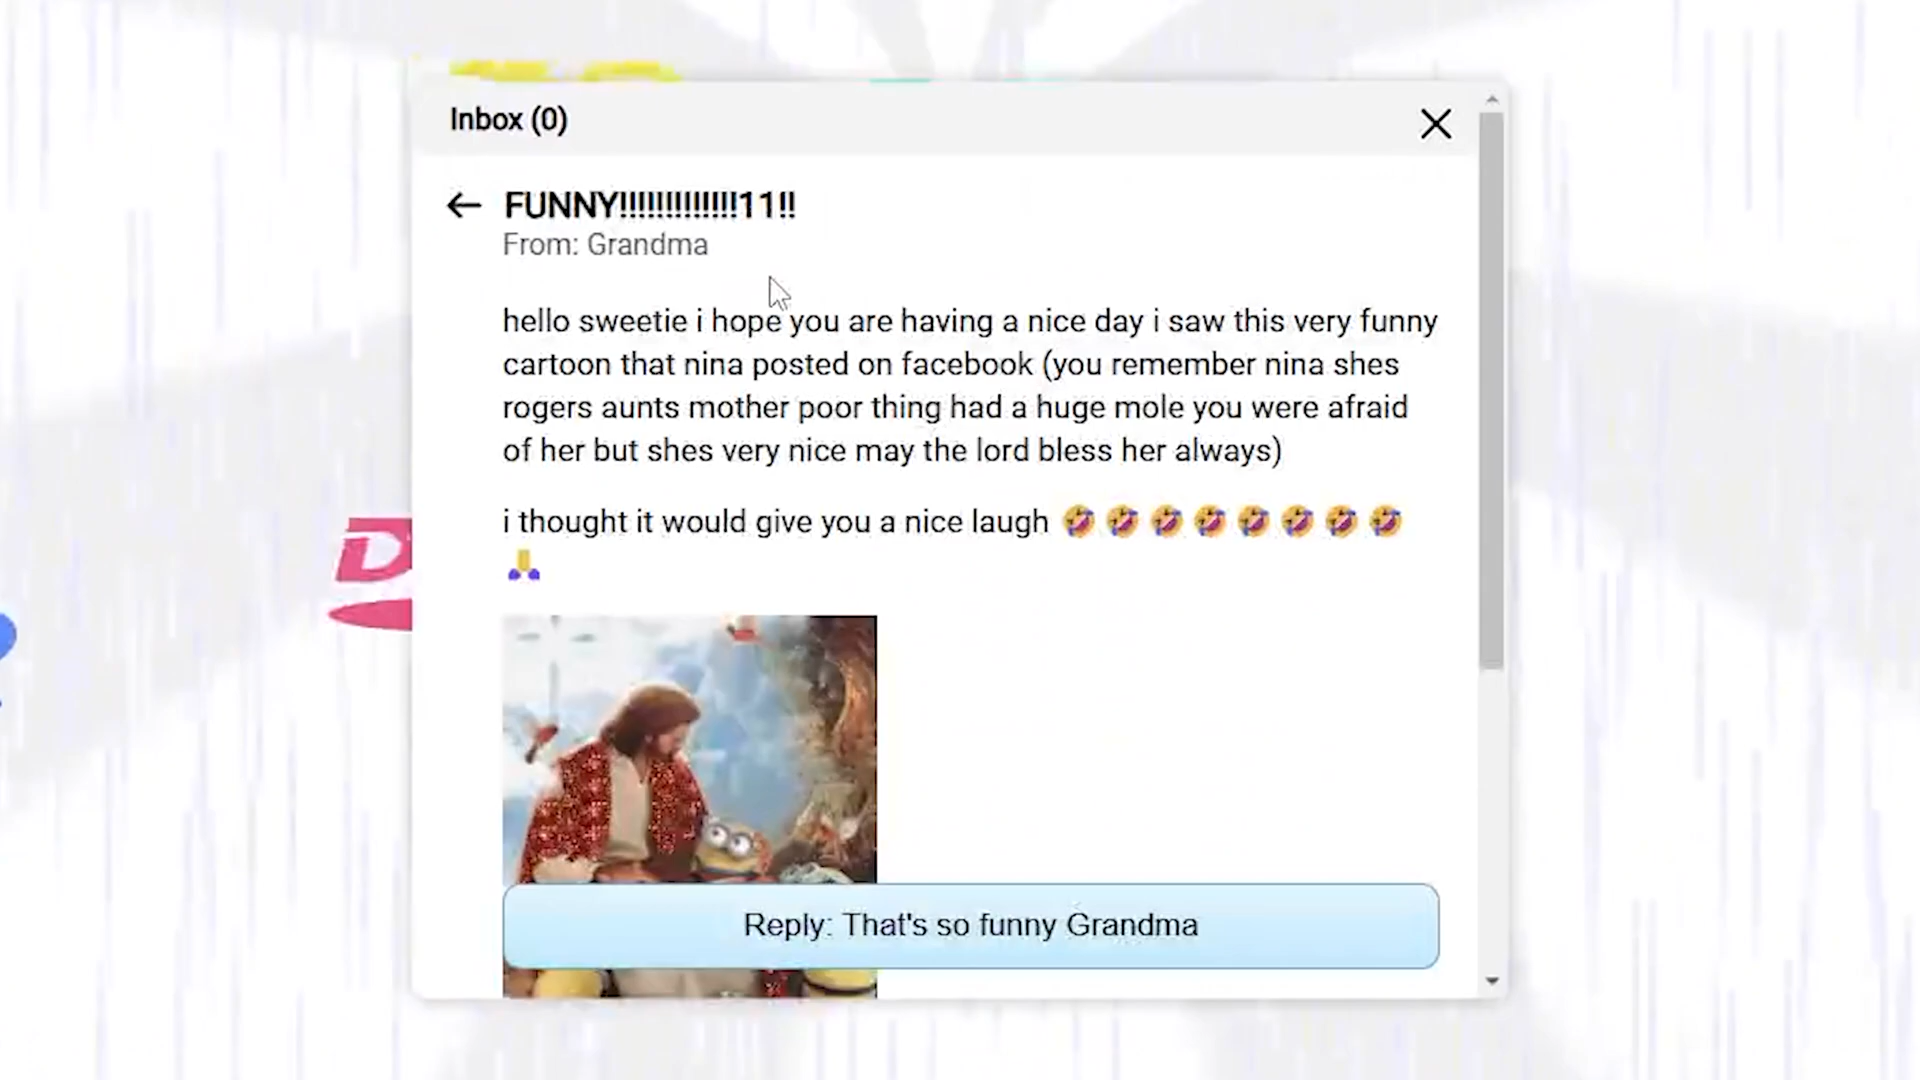 Inbox (0)
FUNNY!!!!!!!!!!!!!11!!
From: Grandma
hello sweetie i hope you are having a nice day i saw this very funny
cartoon that nina posted on facebook (you remember nina shes
rogers aunts mother poor thing had a huge mole you were afraid
of her but shes very nice may the lord bless her always)
i thought it would give you a nice laugh 🤣🤣🤣🤣🤣🤣🤣🤣
🙏
Reply: That's so funny Grandma
D